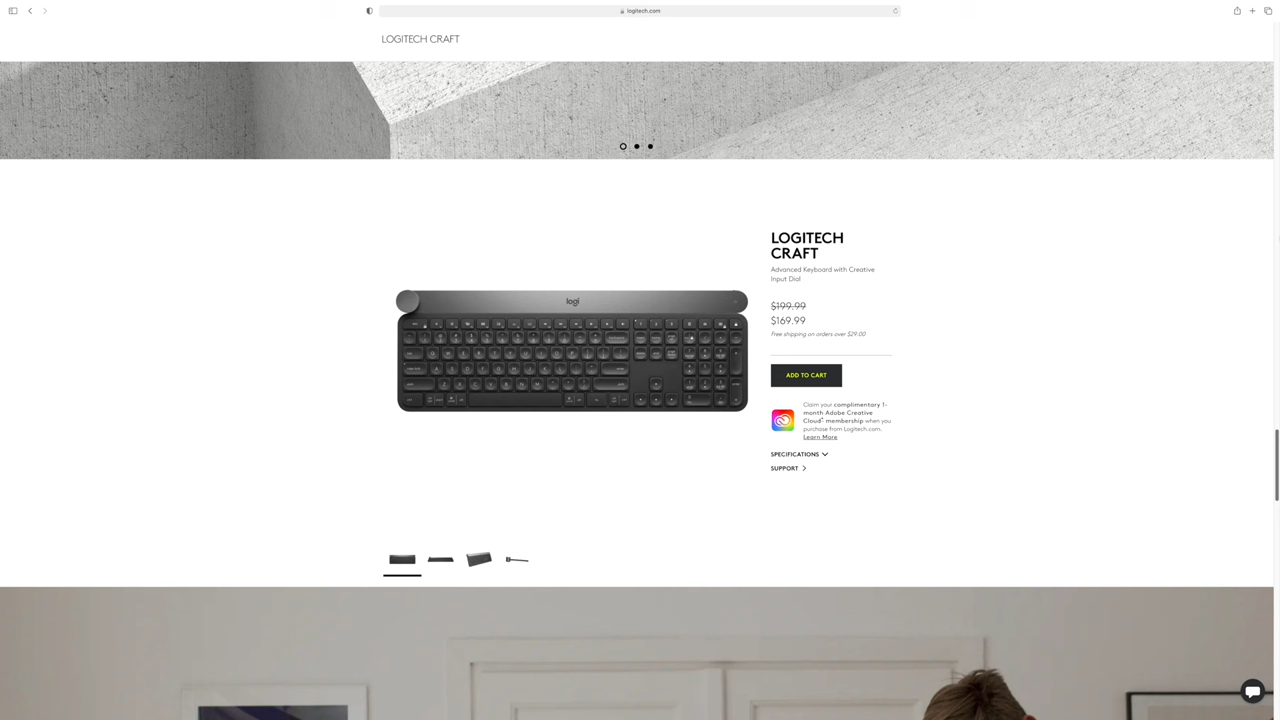 logitech.com
LOGITECH CRAFT
LOGITECH
CRAFT
Advanced Keyboard with Creative
Input Dial
$199.99
$169.99
Free shipping on orders over $29.00
logi
ADD TO CART
Claim your complimentary 1-
month Adobe Creative
Cloud* membership when you
purchase from Logitech.com.
Learn More
SPECIFICATIONS
SUPPORT